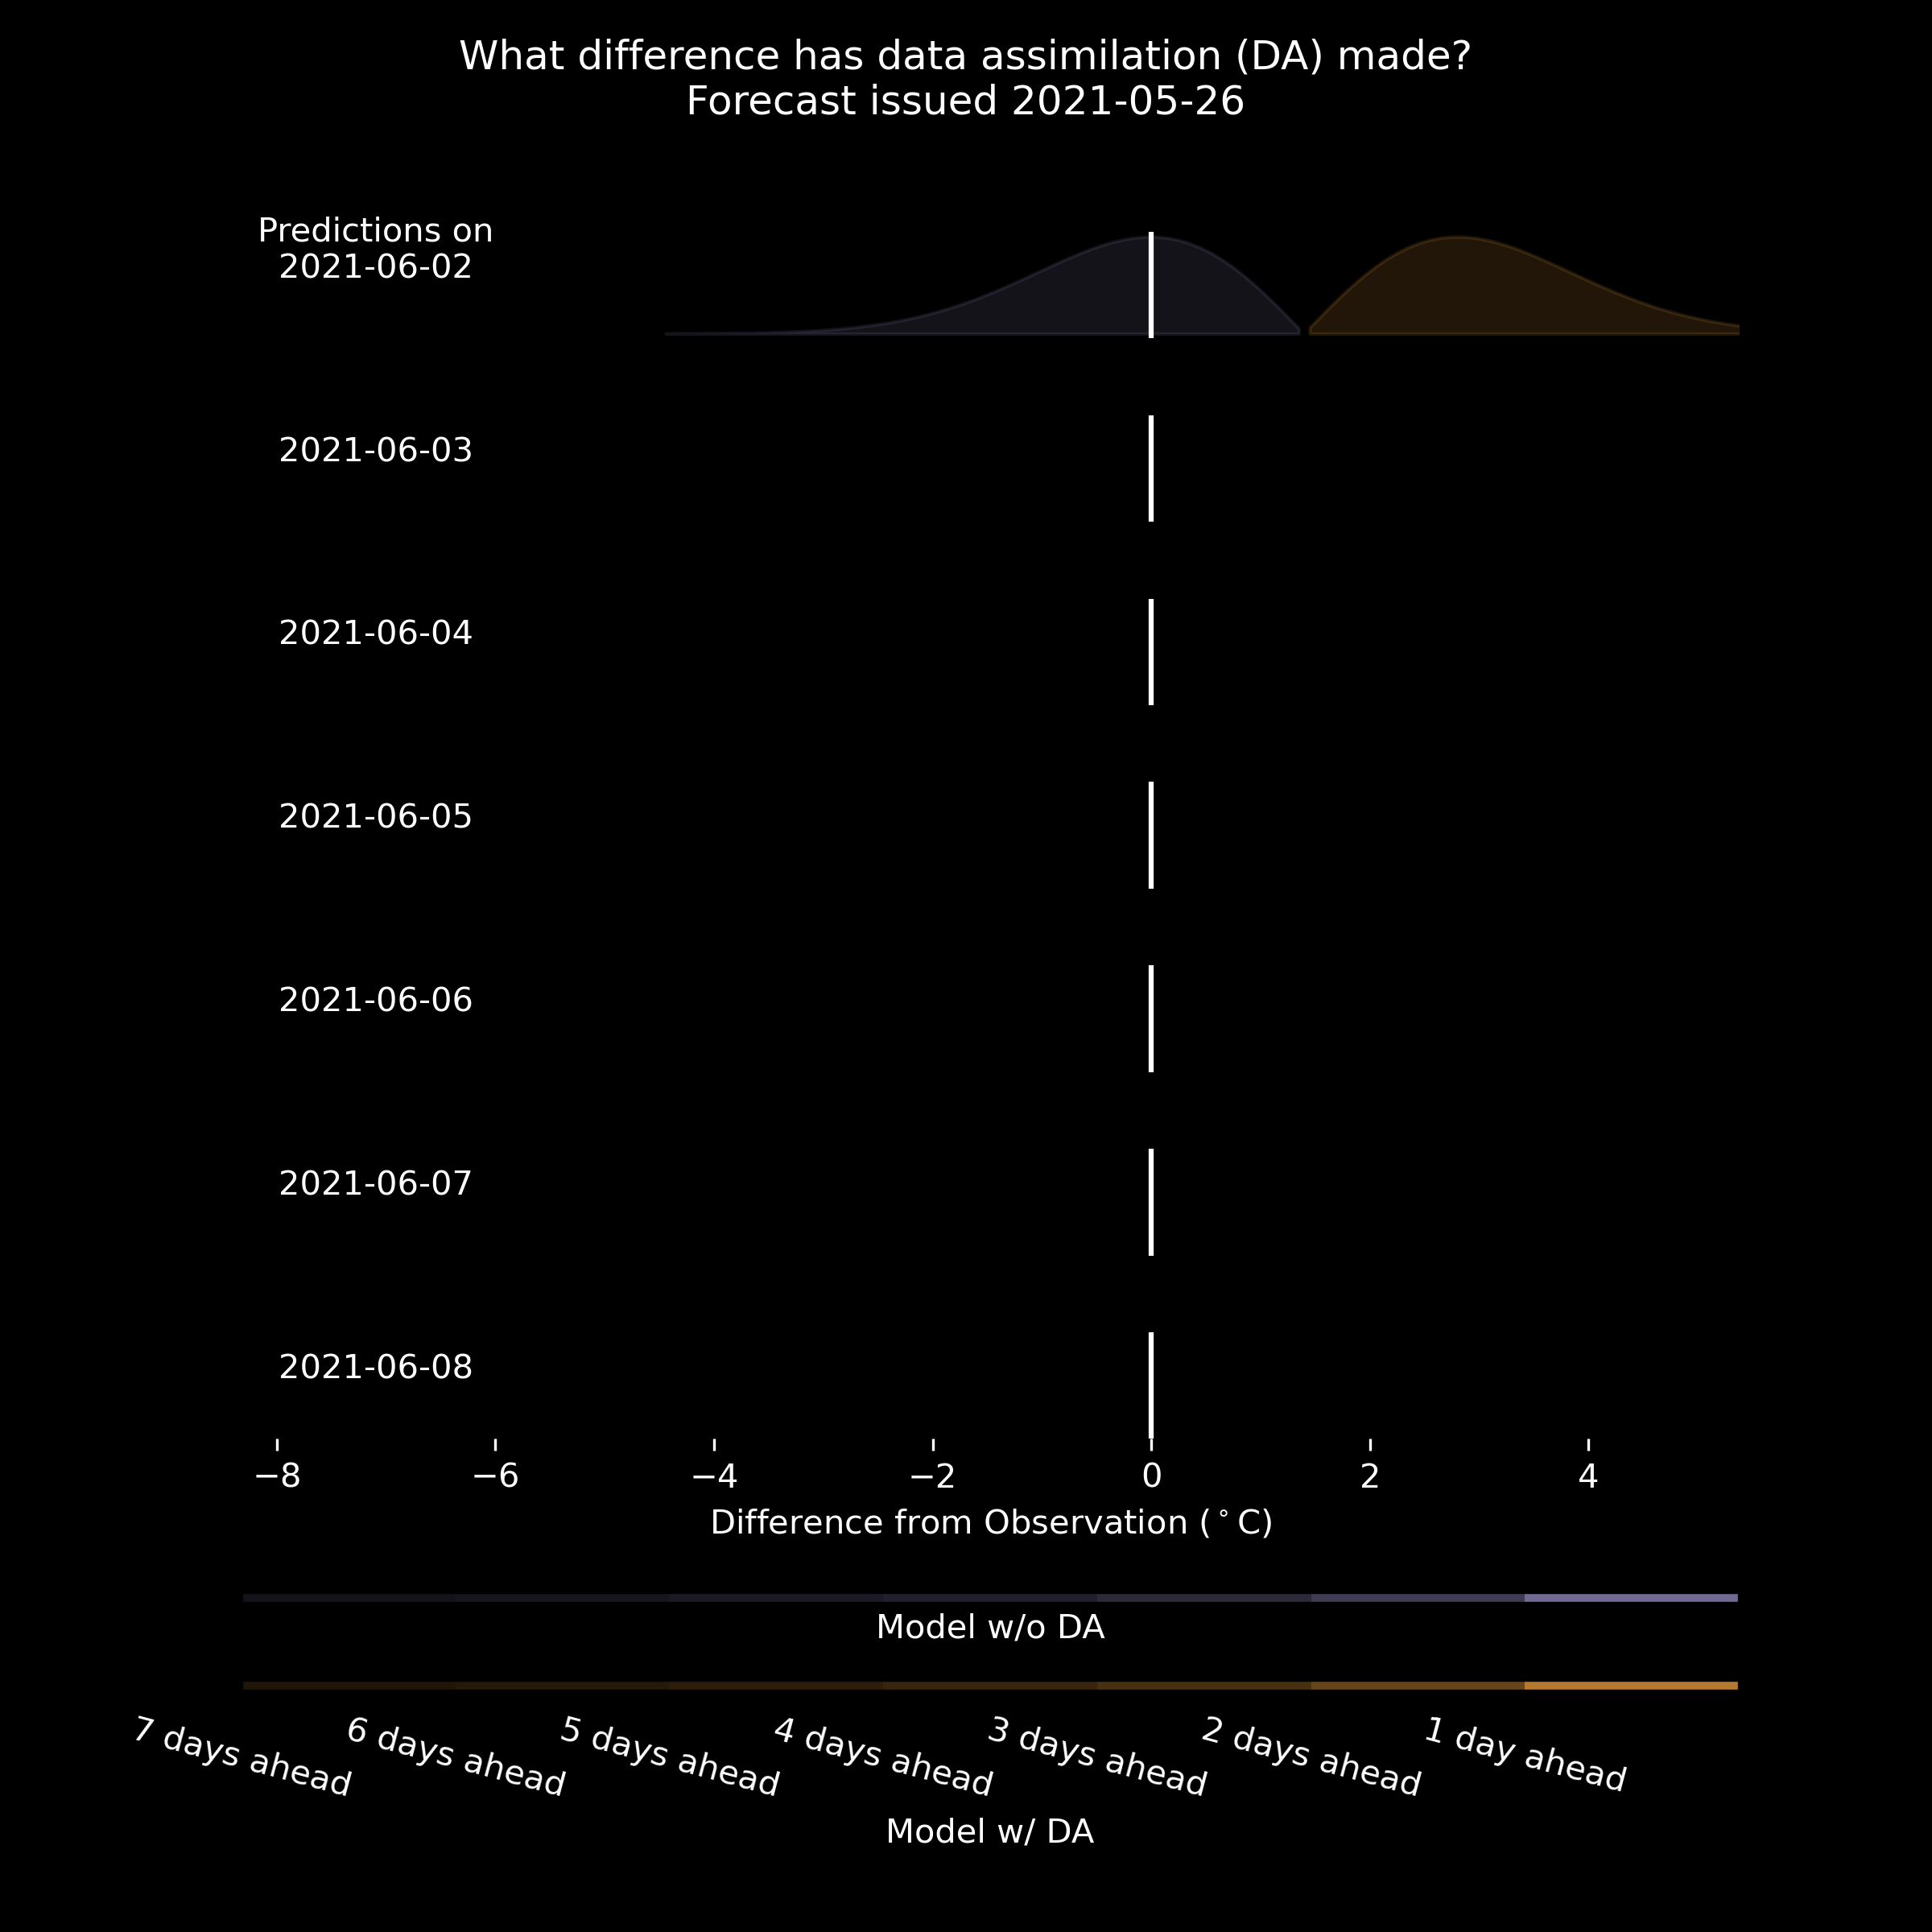 What difference has data assimilation (DA) made?
Forecast issued 2021-05-26
Predictions on
2021-06-02
2021-06-03
2021-06-04
2021-06-05
2021-06-06
2021-06-07
2021-06-08
−8 −6 −4 −2 0 2 4
Difference from Observation (°C)
Model w/o DA
7 days ahead 6 days ahead 5 days ahead 4 days ahead 3 days ahead 2 days ahead 1 day ahead
Model w/ DA